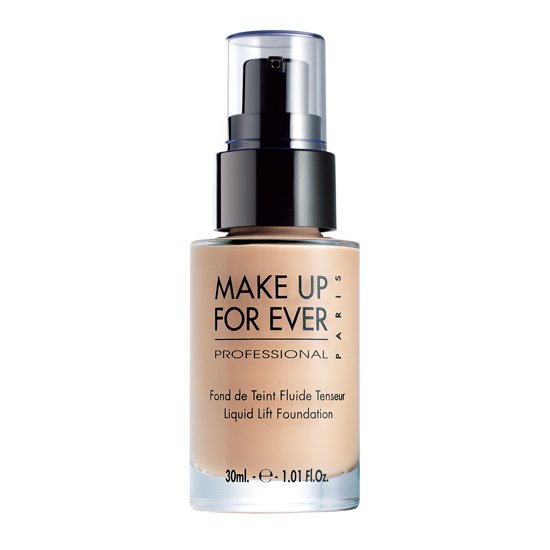 MAKE UP
FOR EVER
PARIS
PROFESSIONAL
Fond de Teint Fluide Tenseur
Liquid Lift Foundation
30ml. - ℮ - 1.01 Fl.Oz.